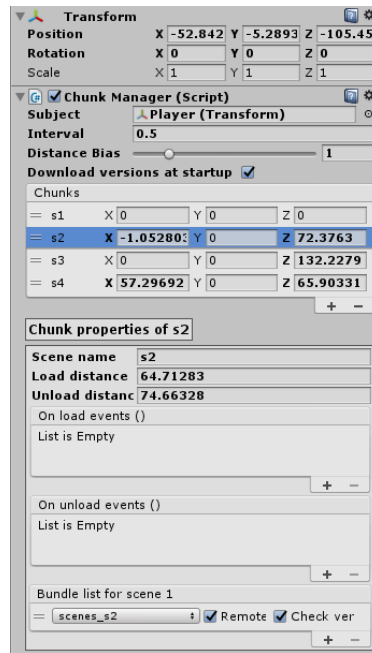 Transform
Position X -52.842 Y -5.2893 Z -105.45
Rotation X 0 Y 0 Z 0
Scale X 1 Y 1 Z 1
Chunk Manager (Script)
Subject Player (Transform)
Interval 0.5
Distance Bias 1
Download versions at startup
Chunks
s1 X 0 Y 0 Z 0
s2 X -1.052803 Y 0 Z 72.3763
s3 X 0 Y 0 Z 132.2279
s4 X 57.29692 Y 0 Z 65.90331
+ −
Chunk properties of s2
Scene name s2
Load distance 64.71283
Unload distanc 74.66328
On load events ()
List is Empty
+ −
On unload events ()
List is Empty
+ −
Bundle list for scene 1
scenes_s2 Remote Check ver
+ −